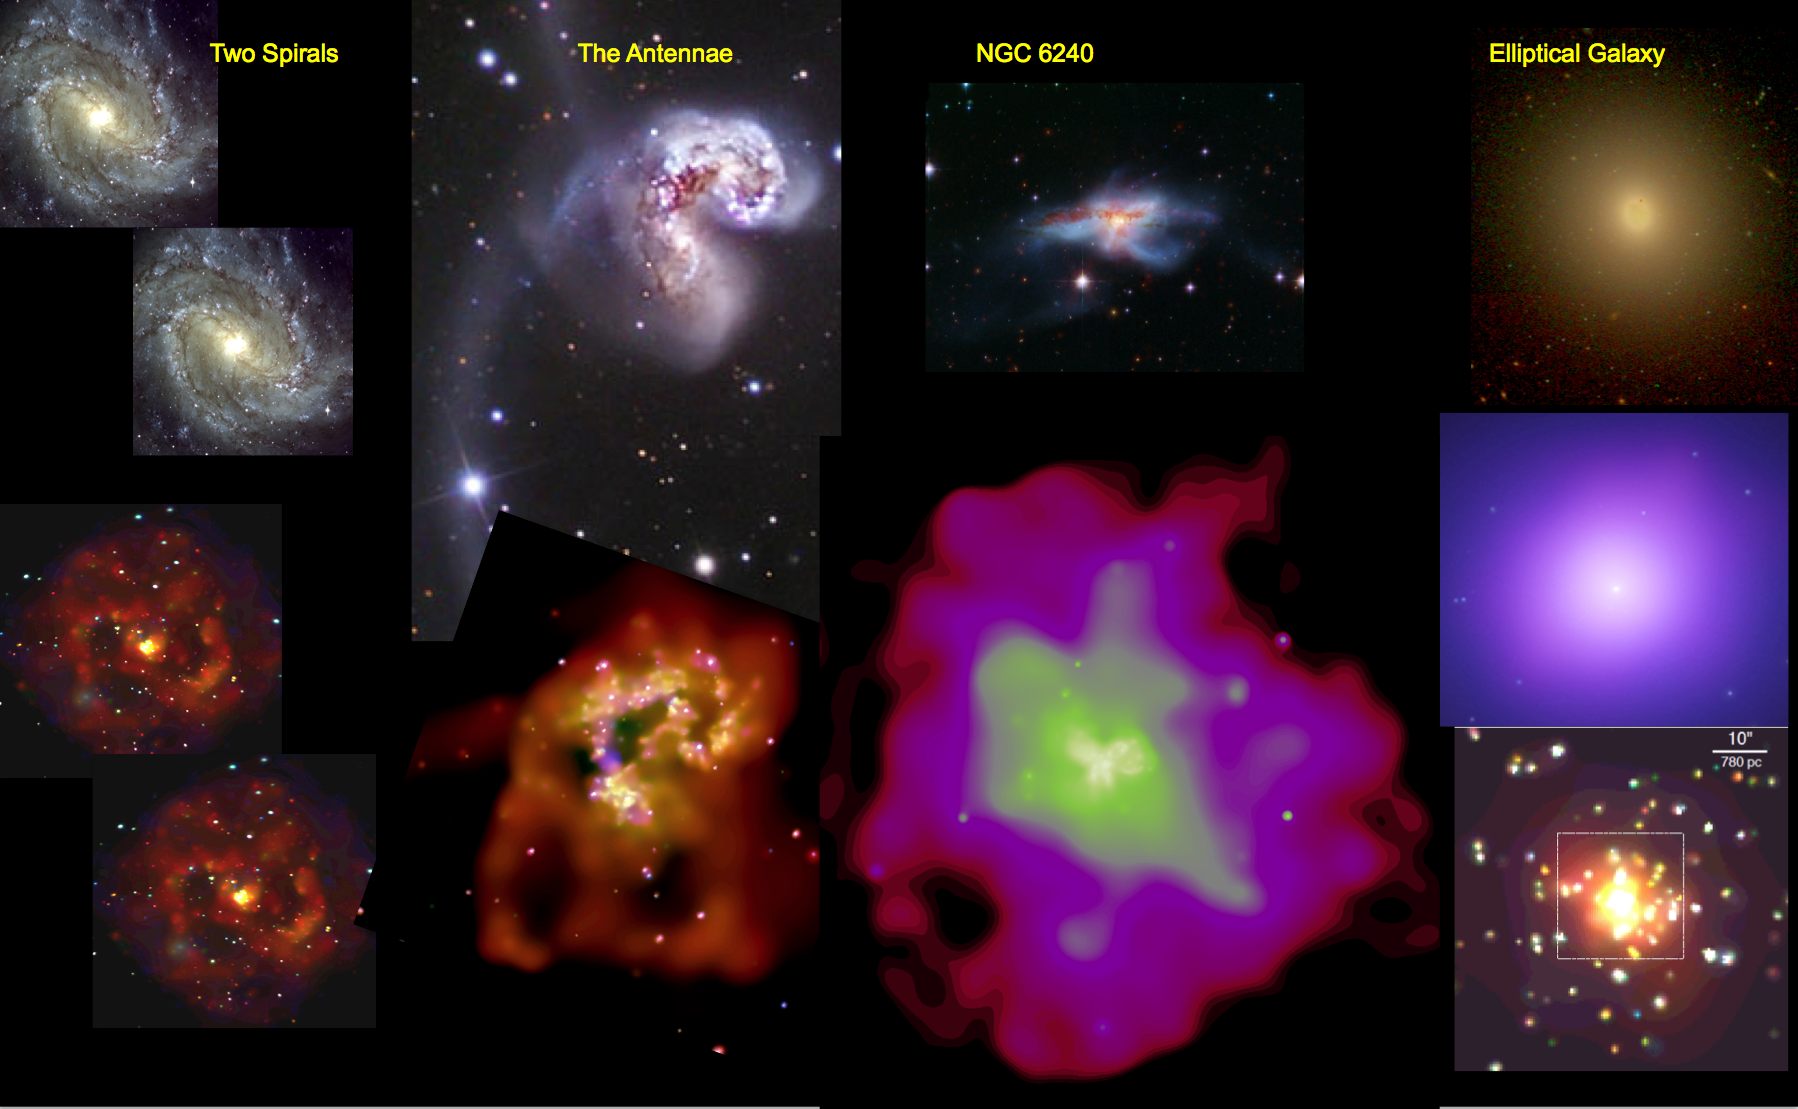 Two Spirals
The Antennae
NGC 6240
Elliptical Galaxy
10"
780 pc